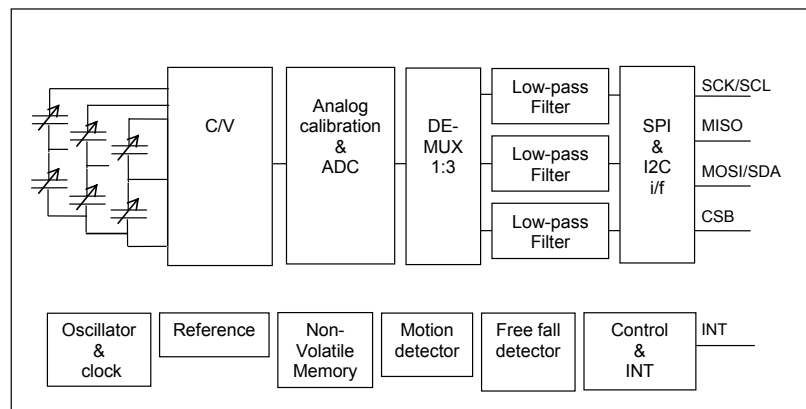 C/V
Analog
calibration
&
ADC
DE-
MUX
1:3
Low-pass
Filter
Low-pass
Filter
Low-pass
Filter
SPI
&
I2C
i/f
SCK/SCL
MISO
MOSI/SDA
CSB
Oscillator
&
clock
Reference
Non-
Volatile
Memory
Motion
detector
Free fall
detector
Control
&
INT
INT